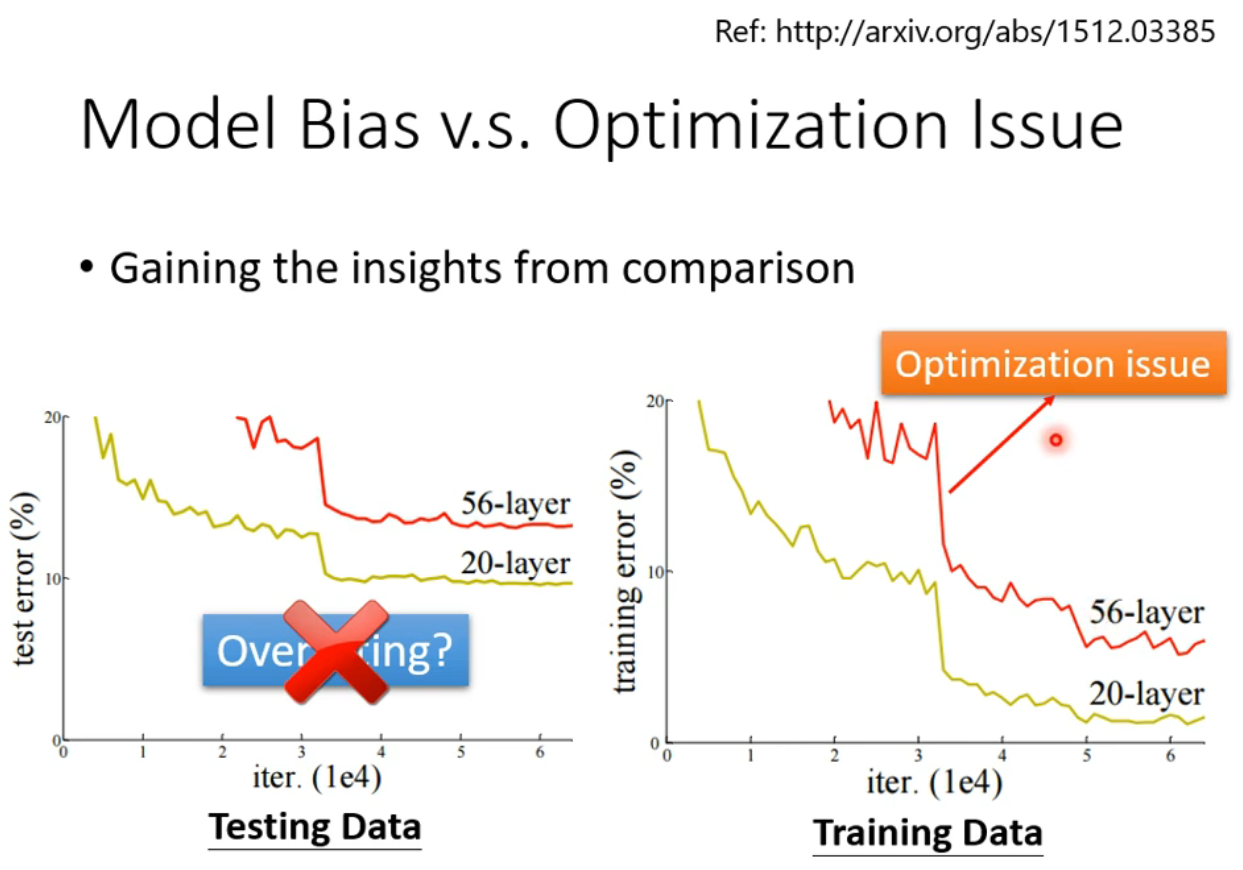 Ref: http://arxiv.org/abs/1512.03385
Model Bias v.s. Optimization Issue
• Gaining the insights from comparison
Optimization issue
20
10
0
test error (%)
56-layer
20-layer
0 1 2 3 4 5 6
iter. (1e4)
Testing Data
20
10
0
training error (%)
56-layer
20-layer
0 1 2 3 4 5 6
iter. (1e4)
Training Data